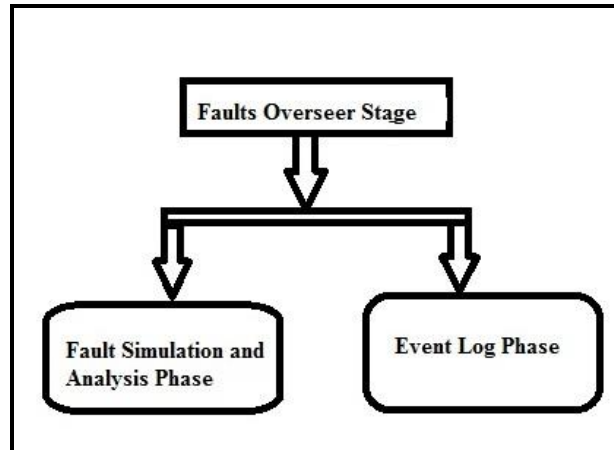 Faults Overseer Stage
Fault Simulation and
Analysis Phase
Event Log Phase